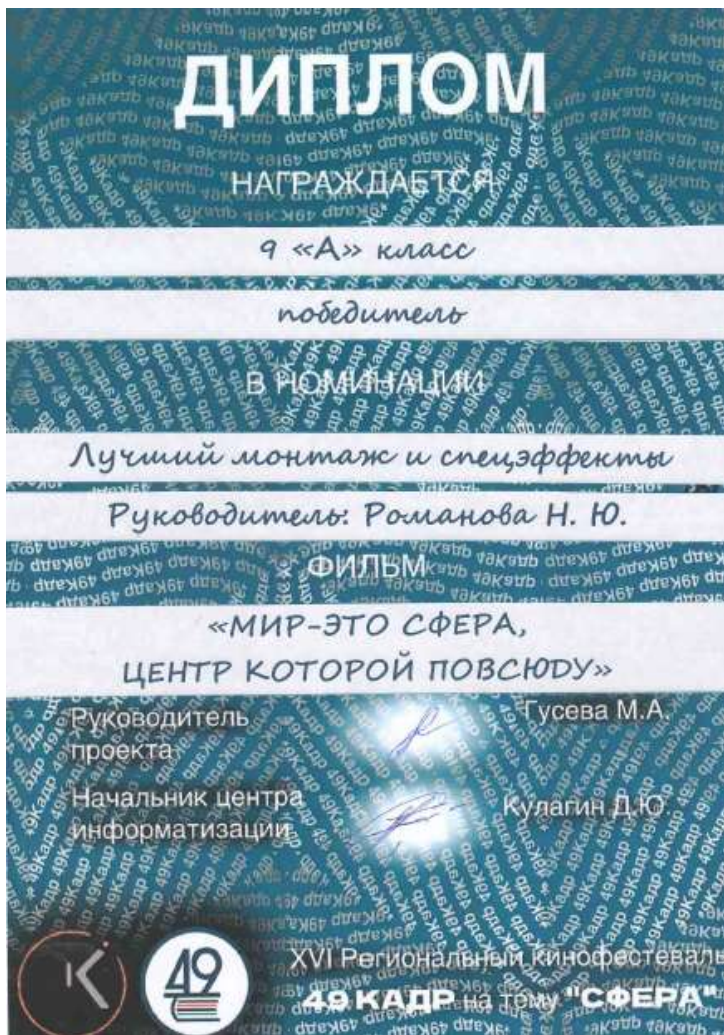 ДИПЛОМ
НАГРАЖДАЕТСЯ
9 «А» класс
победитель
В НОМИНАЦИИ
Лучший монтаж и спецэффекты
Руководитель: Романова Н. Ю.
ФИЛЬМ
«МИР-ЭТО СФЕРА,
ЦЕНТР КОТОРОЙ ПОВСЮДУ»
Руководитель
проекта
Гусева М.А.
Начальник центра
информатизации
Кулагин Д.Ю.
К
49
XVI Региональный кинофестиваль
49 КАДР на тему "СФЕРА"